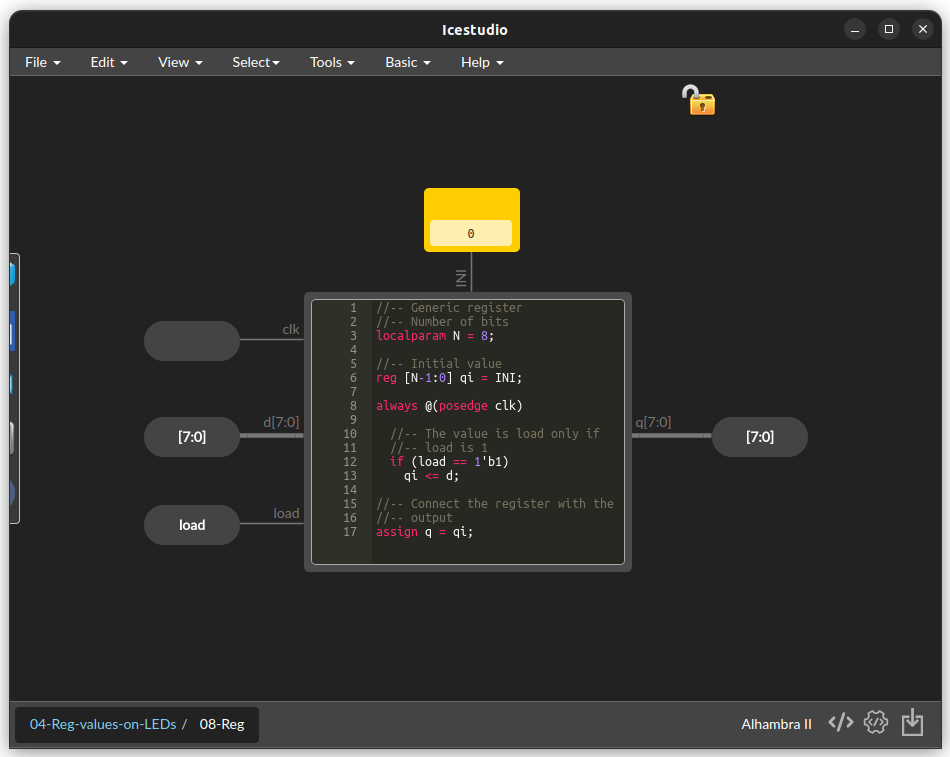 Icestudio
File Edit View Select Tools Basic Help
0
INI
clk
d[7:0]
[7:0]
load
load
1 //-- Generic register
2 //-- Number of bits
3 localparam N = 8;
4
5 //-- Initial value
6 reg [N-1:0] qi = INI;
7
8 always @(posedge clk)
9
10 //-- The value is load only if
11 //-- load is 1
12 if (load == 1'b1)
13 qi <= d;
14
15 //-- Connect the register with the
16 //-- output
17 assign q = qi;
q[7:0]
[7:0]
04-Reg-values-on-LEDs / 08-Reg
Alhambra II </>